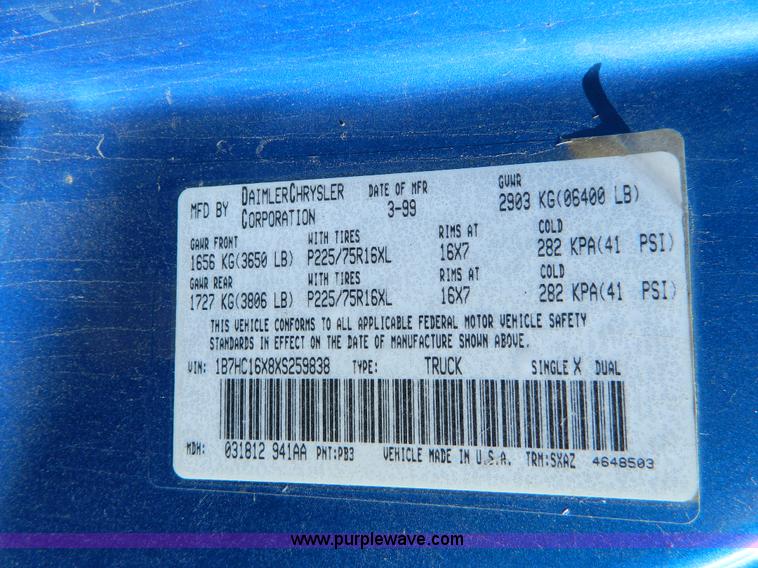 MFD BY DAIMLERCHRYSLER CORPORATION DATE OF MFR 3-99 GVWR 2903 KG(06400 LB)
GAWR FRONT WITH TIRES RIMS AT COLD
1656 KG(3650 LB) P225/75R16XL 16X7 282 KPA(41 PSI)
GAWR REAR WITH TIRES RIMS AT COLD
1727 KG(3806 LB) P225/75R16XL 16X7 282 KPA(41 PSI)
THIS VEHICLE CONFORMS TO ALL APPLICABLE FEDERAL MOTOR VEHICLE SAFETY
STANDARDS IN EFFECT ON THE DATE OF MANUFACTURE SHOWN ABOVE.
VIN: 1B7HC16X8XS259838 TYPE: TRUCK SINGLE X DUAL
MDH: 031812 941AA PNT:PB3 VEHICLE MADE IN U.S.A. TRM:SXAZ 4648503
www.purplewave.com